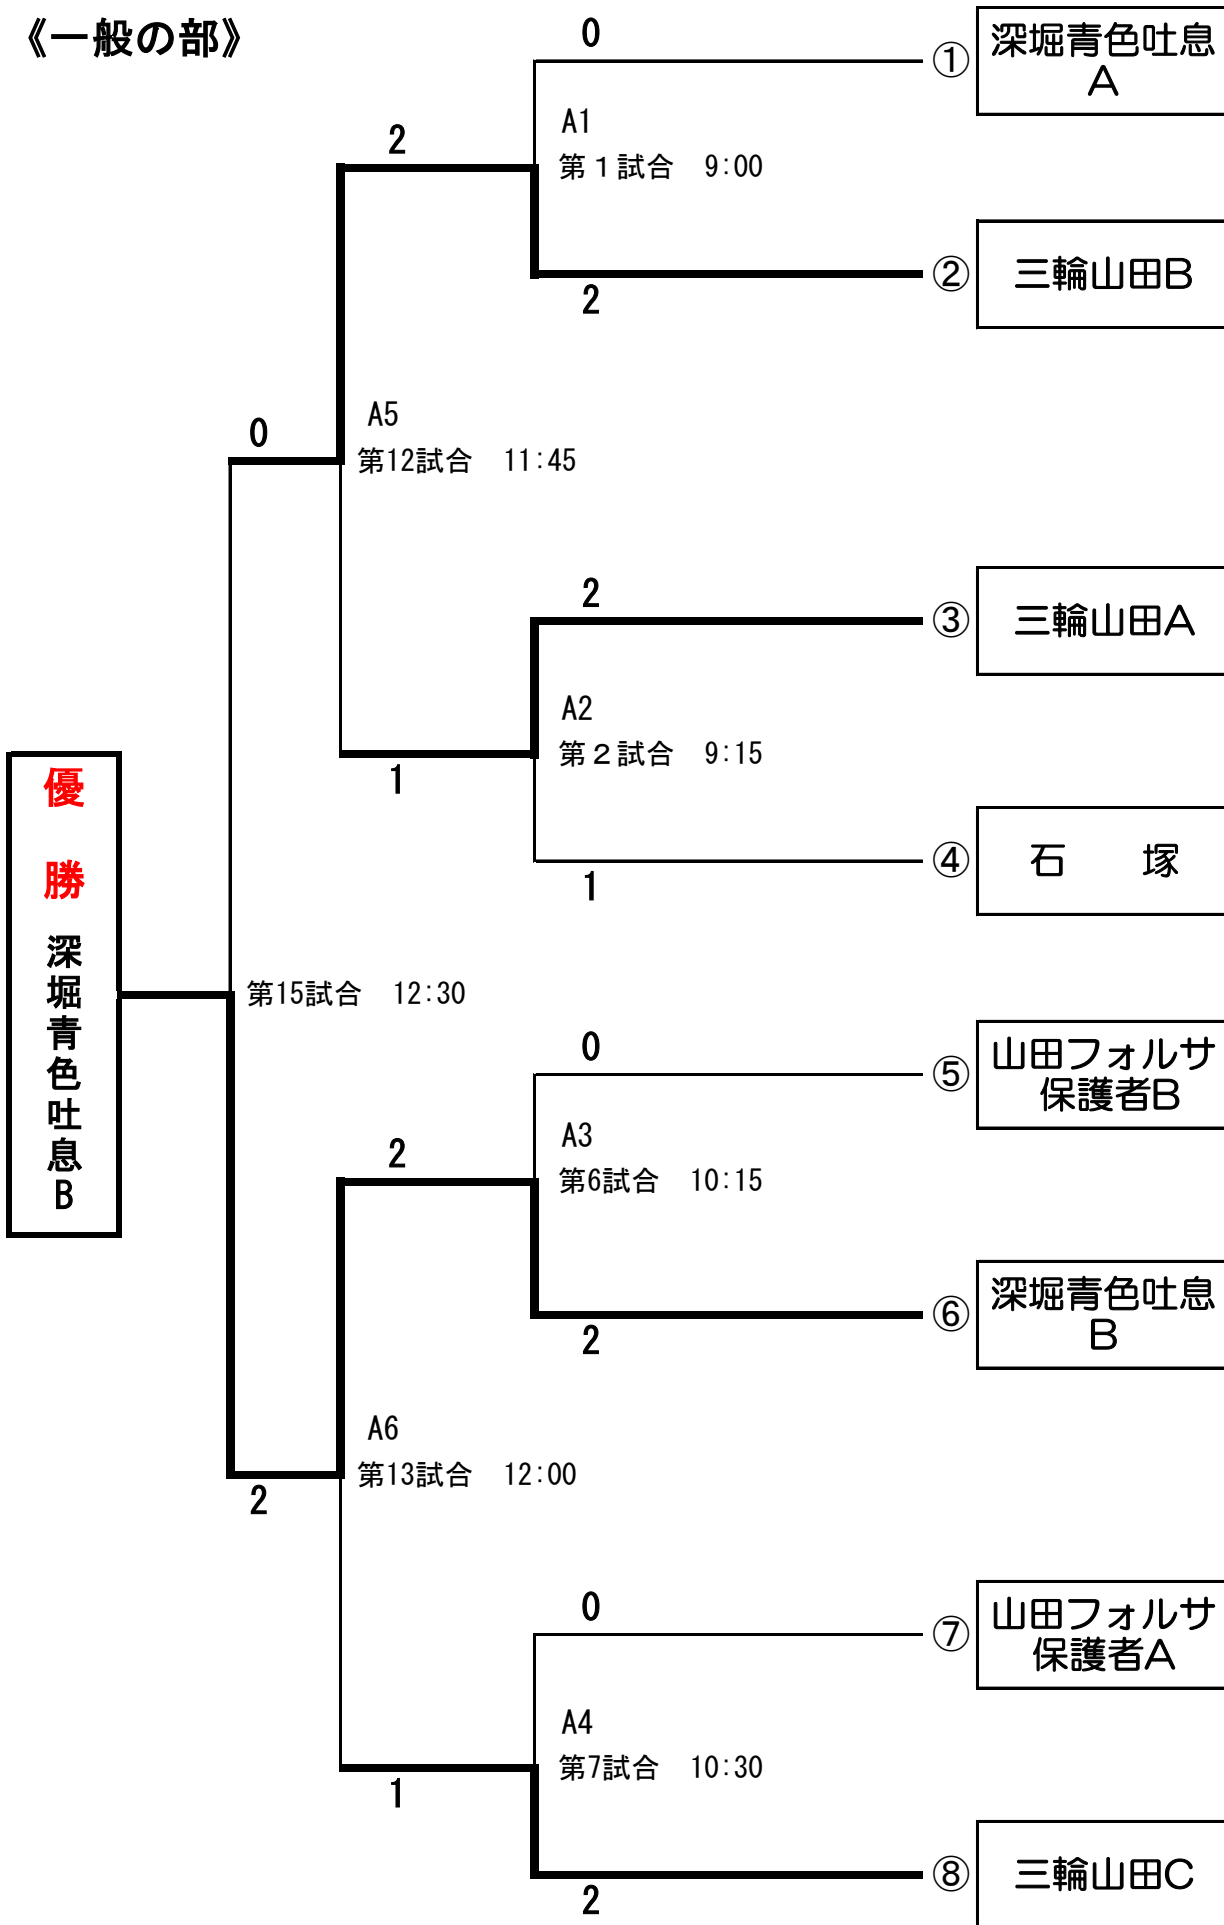 《一般の部》
0
①
深堀青色吐息
A
A1
第１試合　9:00
2
②
三輪山田B
2
A5
第12試合　11:45
0
2
③
三輪山田A
A2
第２試合　9:15
1
④
石　　塚
1
優
勝
深堀青色吐息B
第15試合　12:30
0
⑤
山田フォルサ
保護者B
A3
第6試合　10:15
2
⑥
深堀青色吐息
B
2
A6
第13試合　12:00
2
0
⑦
山田フォルサ
保護者A
A4
第7試合　10:30
1
⑧
三輪山田C
2